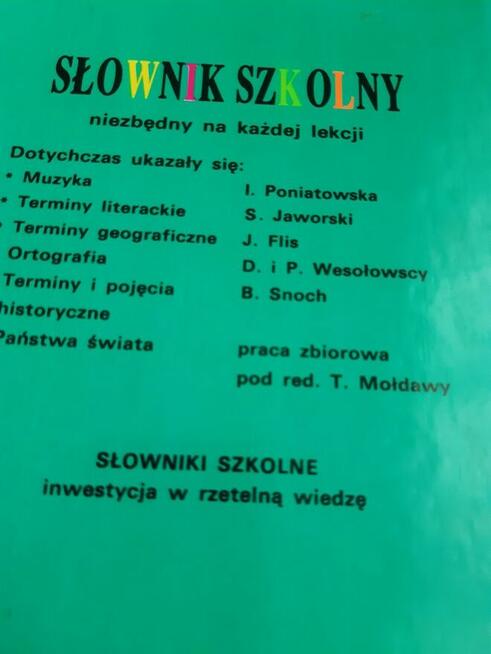 SŁOWNIK SZKOLNY
niezbędny na każdej lekcji
Dotychczas ukazały się:
* Muzyka I. Poniatowska
* Terminy literackie S. Jaworski
* Terminy geograficzne J. Flis
Ortografia D. i P. Wesołowscy
Terminy i pojęcia B. Snoch
historyczne
Państwa świata praca zbiorowa
pod red. T. Mołdawy
SŁOWNIKI SZKOLNE
inwestycja w rzetelną wiedzę